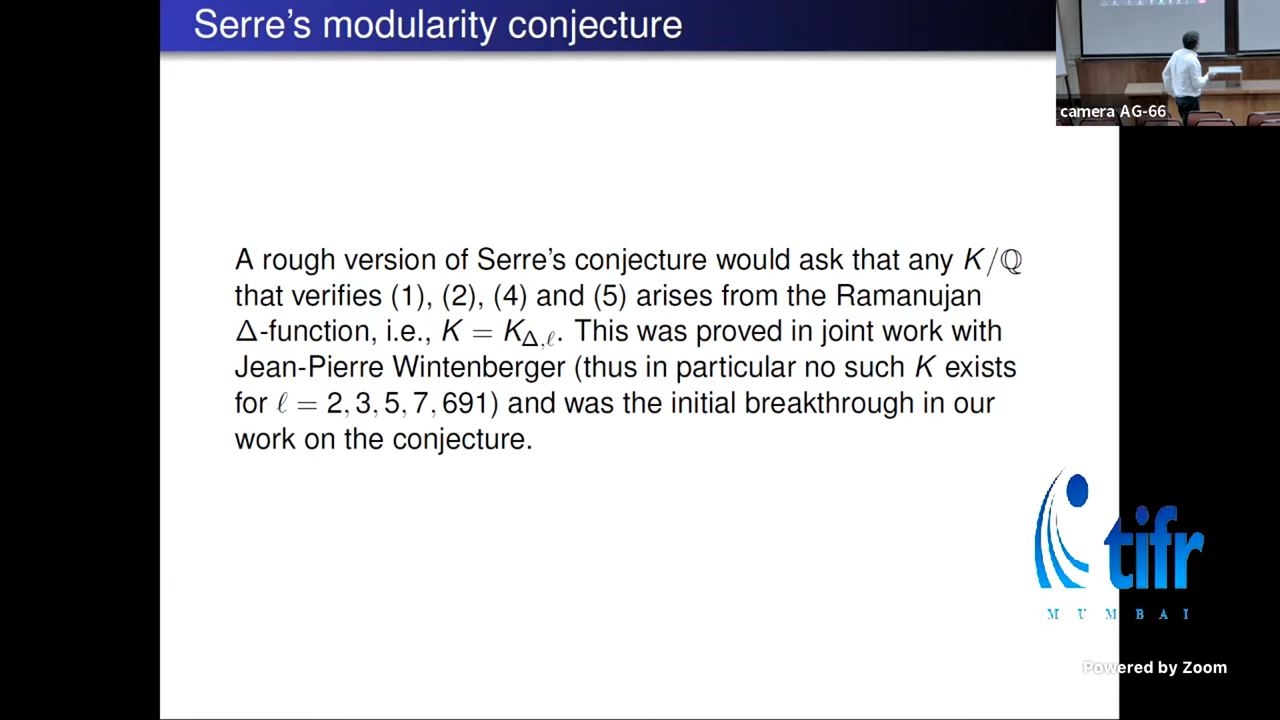 Serre's modularity conjecture
camera AG-66
A rough version of Serre's conjecture would ask that any K/ℚ
that verifies (1), (2), (4) and (5) arises from the Ramanujan
Δ-function, i.e., K = K_{Δ,ℓ}. This was proved in joint work with
Jean-Pierre Wintenberger (thus in particular no such K exists
for ℓ = 2, 3, 5, 7, 691) and was the initial breakthrough in our
work on the conjecture.
tifr
MUMBAI
Powered by Zoom